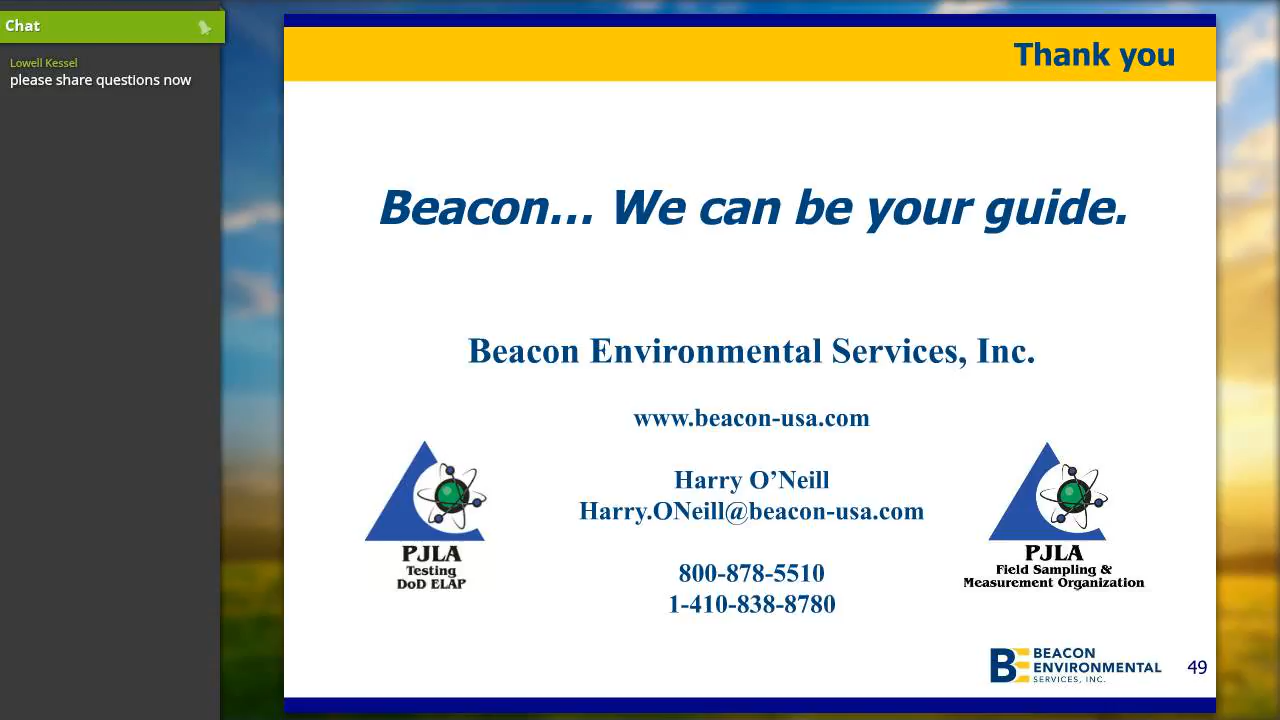 Chat
Lowell Kessel
please share questions now
Thank you
Beacon… We can be your guide.
Beacon Environmental Services, Inc.
www.beacon-usa.com
Harry O’Neill
Harry.ONeill@beacon-usa.com
800-878-5510
1-410-838-8780
PJLA
Testing
DoD ELAP
PJLA
Field Sampling &
Measurement Organization
BE
BEACON
ENVIRONMENTAL
SERVICES, INC.
49